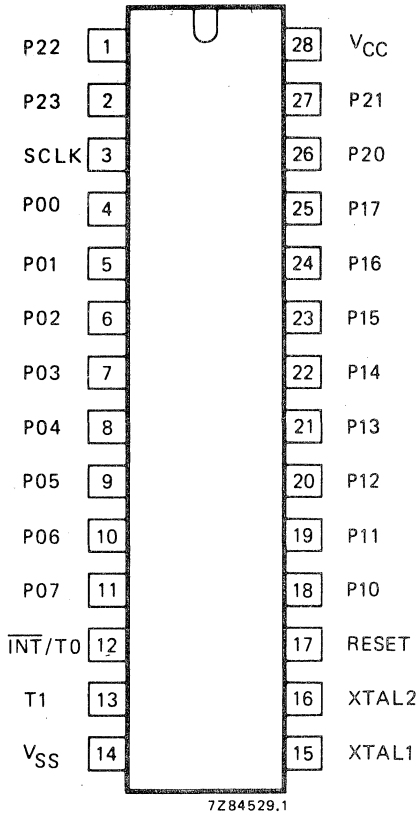 P22 1 28 VCC
P23 2 27 P21
SCLK 3 26 P20
P00 4 25 P17
P01 5 24 P16
P02 6 23 P15
P03 7 22 P14
P04 8 21 P13
P05 9 20 P12
P06 10 19 P11
P07 11 18 P10
INT/T0 12 17 RESET
T1 13 16 XTAL2
VSS 14 15 XTAL1
7Z84529.1